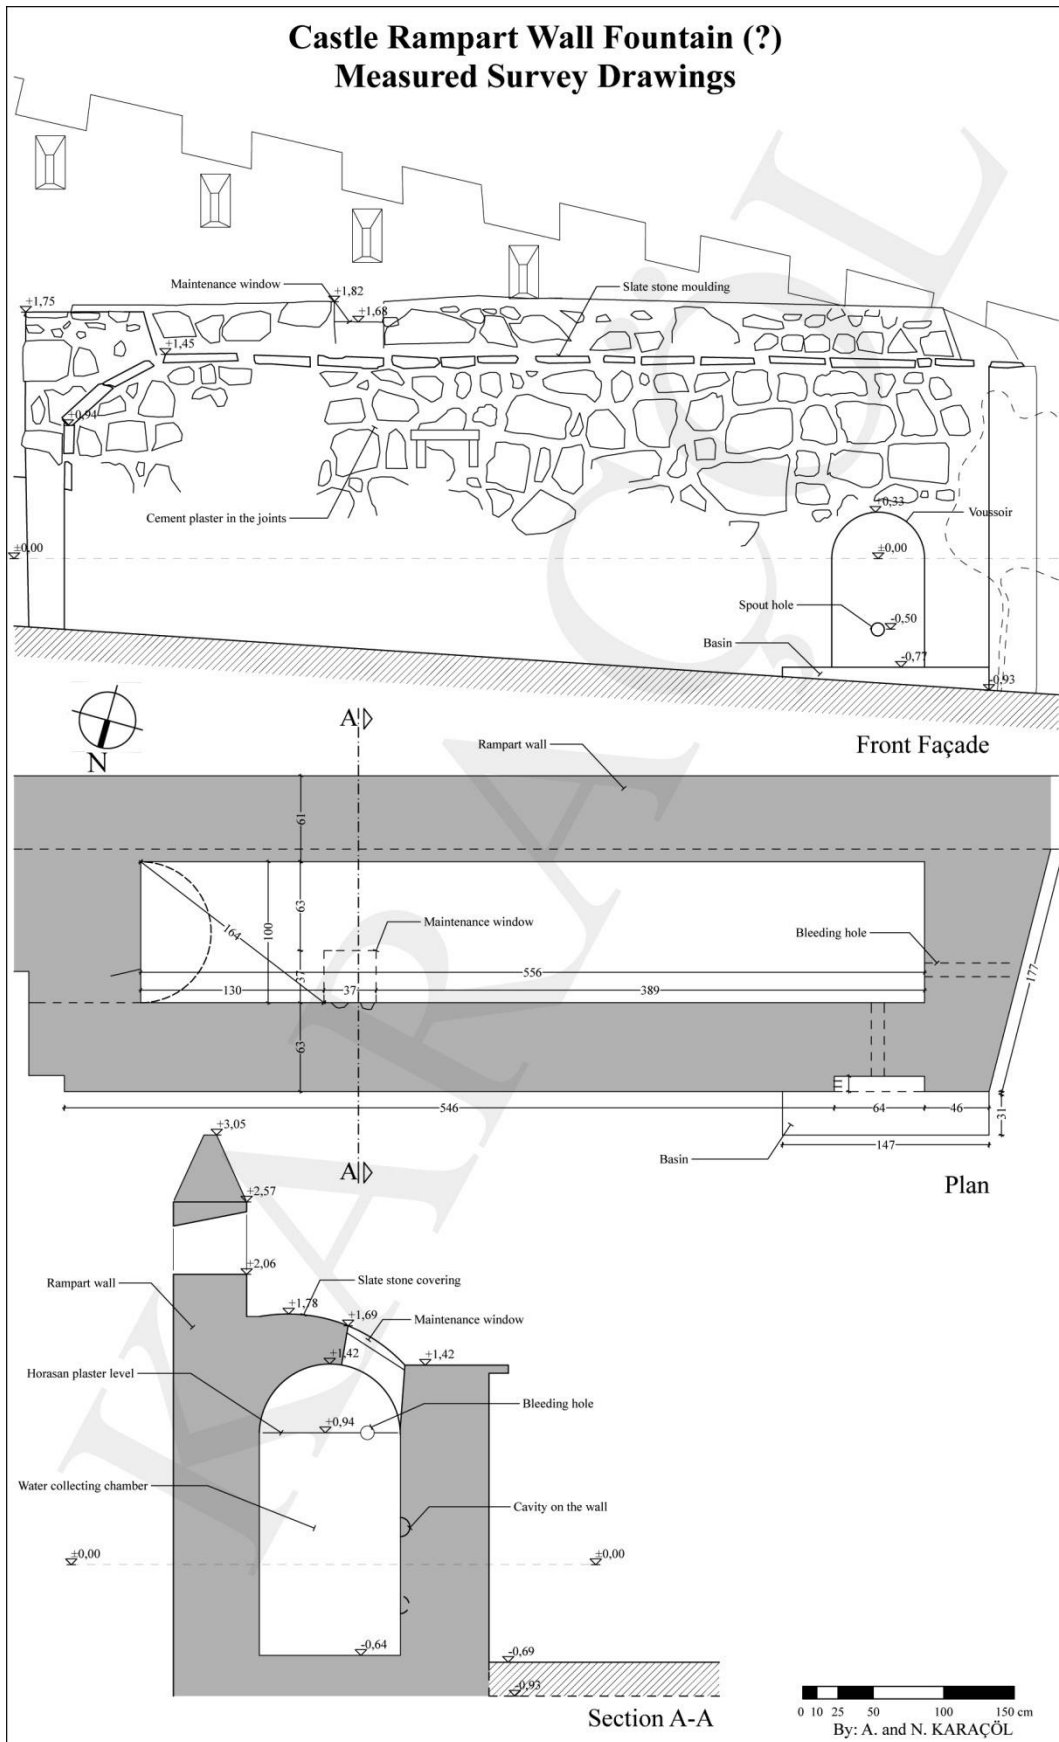 Castle Rampart Wall Fountain (?)
Measured Survey Drawings
Maintenance window
+1,82
+1,75
+1,68
Slate stone moulding
+1,45
+0,94
Cement plaster in the joints
+0,33
Voussoir
±0,00
±0,00
Spout hole
-0,50
Basin
-0,77
-0,93
Front Façade
N
A
Rampart wall
61
63
100
164
Maintenance window
Bleeding hole
37
556
130
37
389
177
63
546
64
46
31
147
Basin
A
Plan
+3,05
+2,57
+2,06
Rampart wall
Slate stone covering
+1,78
+1,69
Maintenance window
+1,42
+1,42
Horasan plaster level
+0,94
Bleeding hole
Water collecting chamber
Cavity on the wall
±0,00
±0,00
-0,64
-0,69
-0,93
Section A-A
0 10 25 50 100 150 cm
By: A. and N. KARAÇÖL
KARAÇÖL